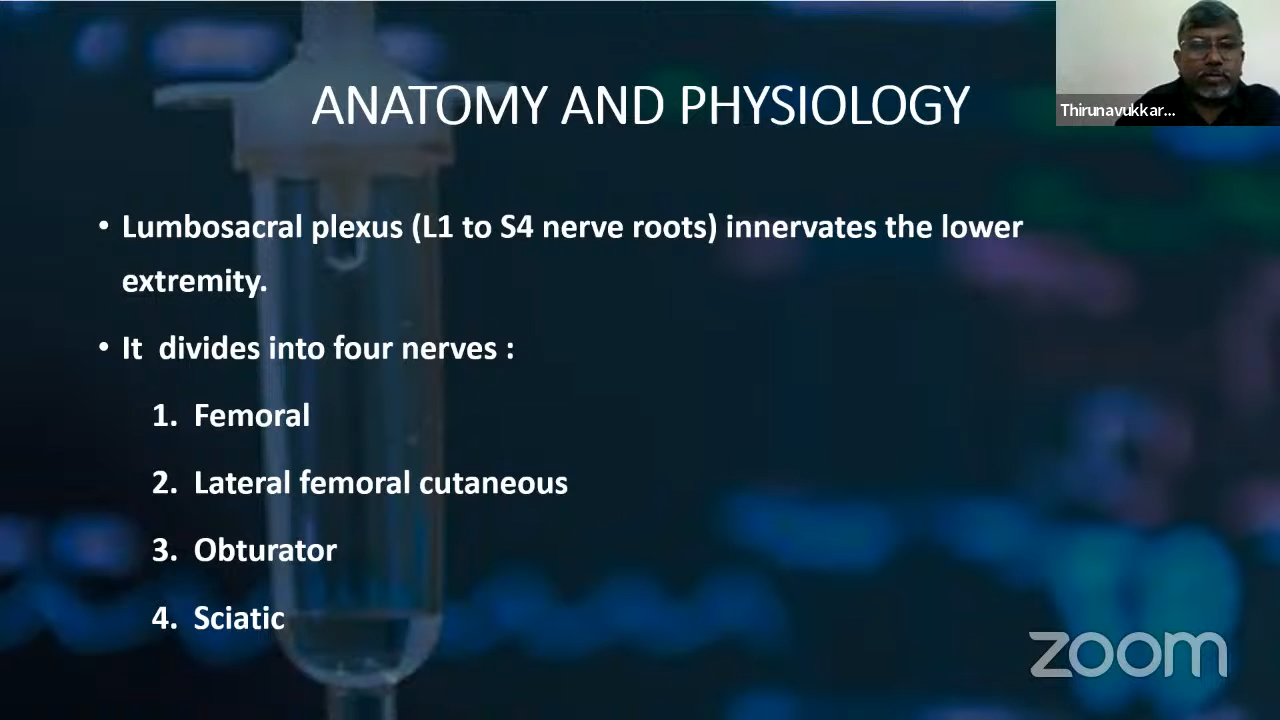 ANATOMY AND PHYSIOLOGY
Thirunavukkar...
• Lumbosacral plexus (L1 to S4 nerve roots) innervates the lower
extremity.
• It divides into four nerves :
1. Femoral
2. Lateral femoral cutaneous
3. Obturator
4. Sciatic
zoom